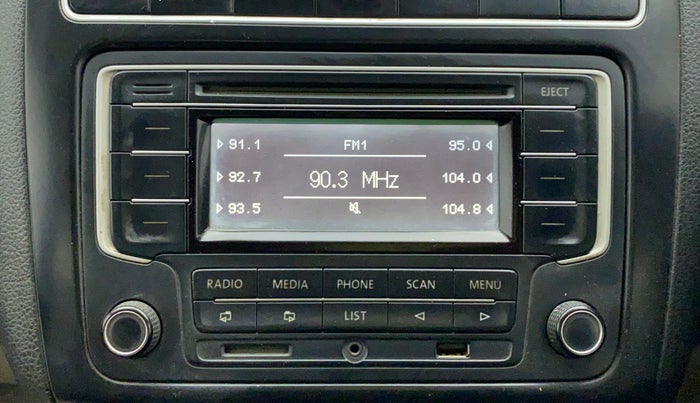 EJECT
91.1 FM1 95.0
92.7 90.3 MHz 104.0
93.5 104.8
RADIO MEDIA PHONE SCAN MENU
LIST